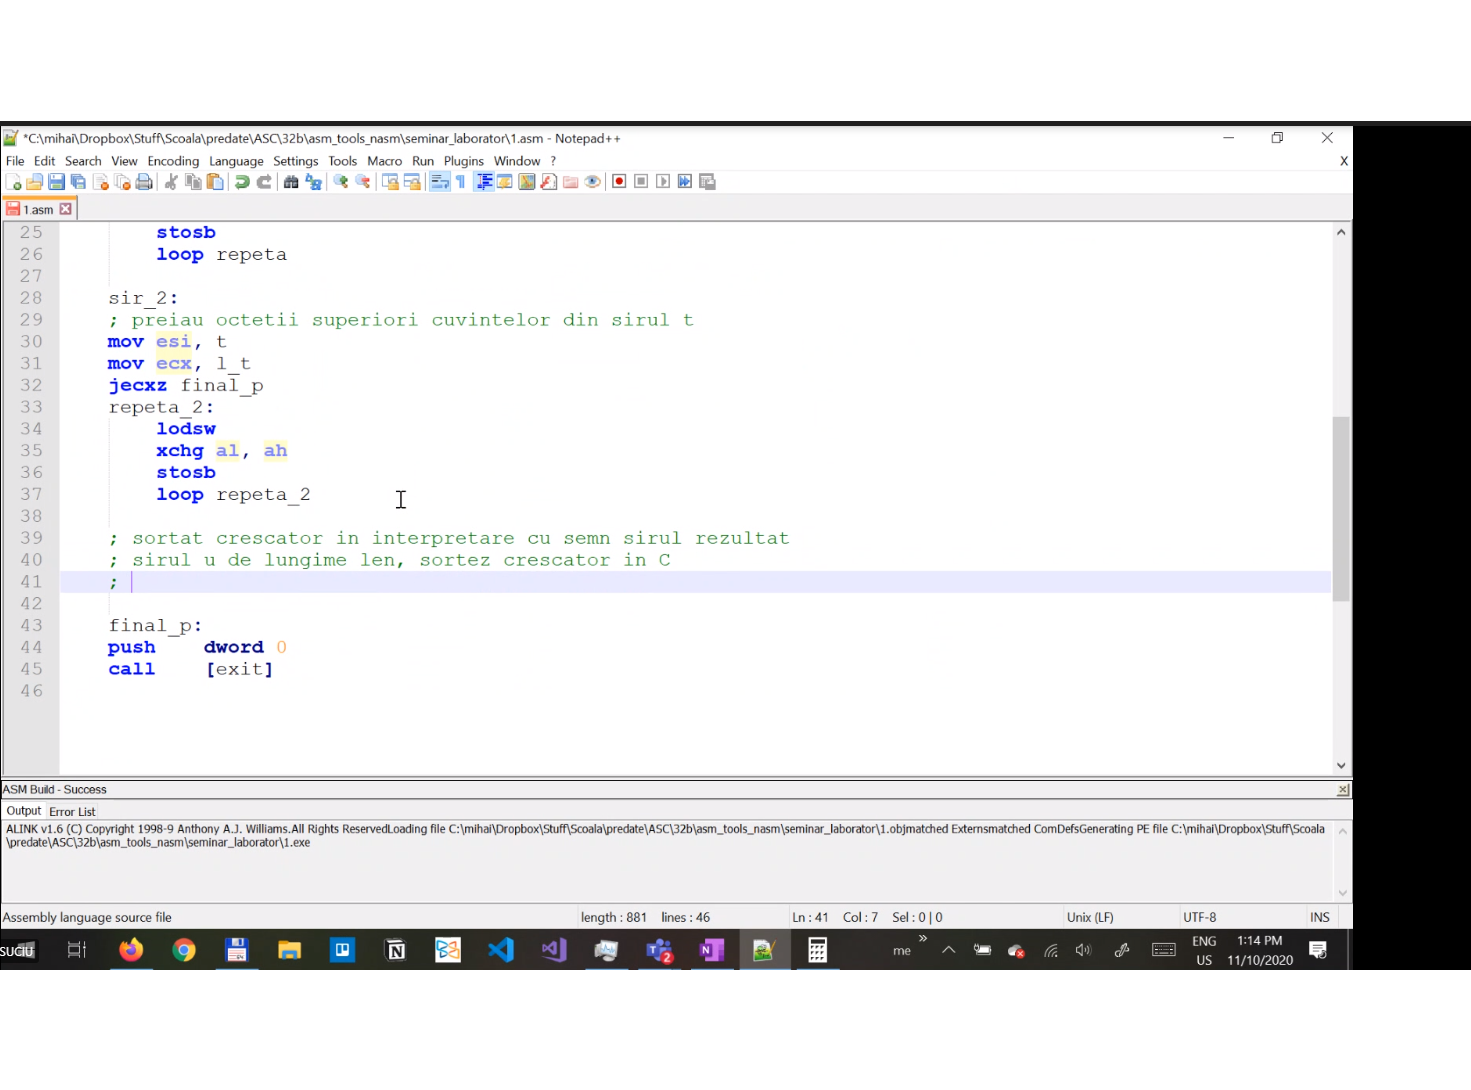 *C:\mihai\Dropbox\Stuff\Scoala\predate\ASC\32b\asm_tools_nasm\seminar_laborator\1.asm - Notepad++
File Edit Search View Encoding Language Settings Tools Macro Run Plugins Window ? X
1.asm
25 stosb
26 loop repeta
27
28 sir_2:
29 ; preiau octetii superiori cuvintelor din sirul t
30 mov esi, t
31 mov ecx, l_t
32 jecxz final_p
33 repeta_2:
34 lodsw
35 xchg al, ah
36 stosb
37 loop repeta_2
38
39 ; sortat crescator in interpretare cu semn sirul rezultat
40 ; sirul u de lungime len, sortez crescator in C
41 ;
42
43 final_p:
44 push dword 0
45 call [exit]
46
ASM Build - Success
Output Error List
ALINK v1.6 (C) Copyright 1998-9 Anthony A.J. Williams.All Rights ReservedLoading file C:\mihai\Dropbox\Stuff\Scoala\predate\ASC\32b\asm_tools_nasm\seminar_laborator\1.objmatched Externsmatched ComDefsGenerating PE file C:\mihai\Dropbox\Stuff\Scoala
\predate\ASC\32b\asm_tools_nasm\seminar_laborator\1.exe
Assembly language source file length : 881 lines : 46 Ln : 41 Col : 7 Sel : 0 | 0 Unix (LF) UTF-8 INS
SUCIU me » ENG 1:14 PM
US 11/10/2020